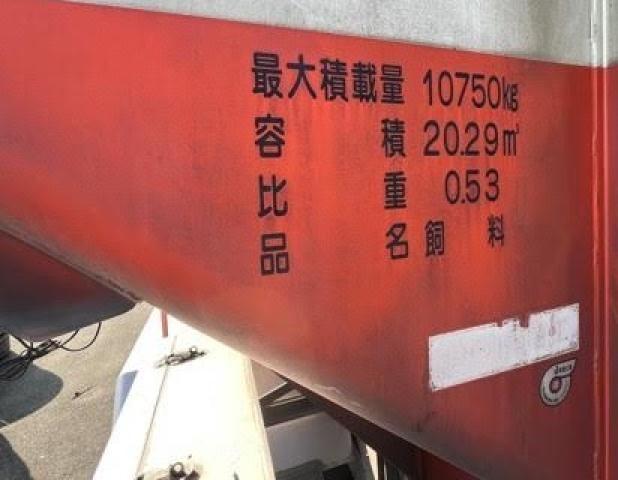 最大積載量 10750kg
容積 20.29㎥
比重 0.53
品名 飼料